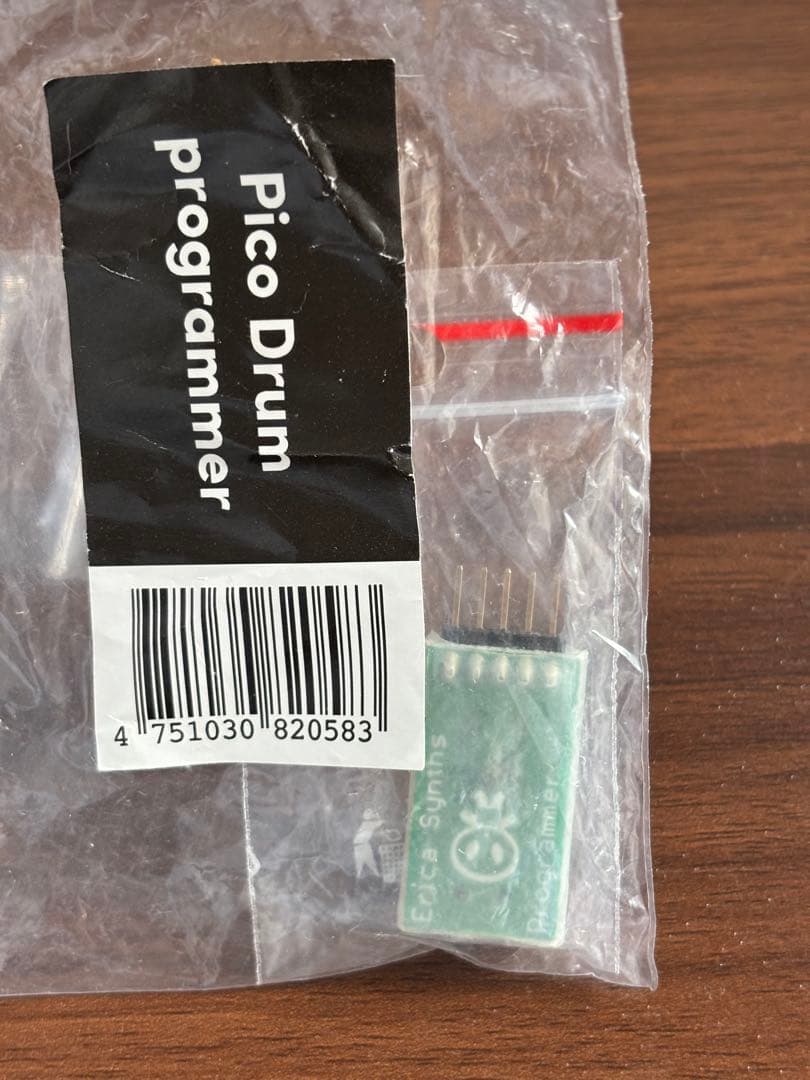 Pico Drum
programmer
4 751030 820583
Erica Synths
Programmer